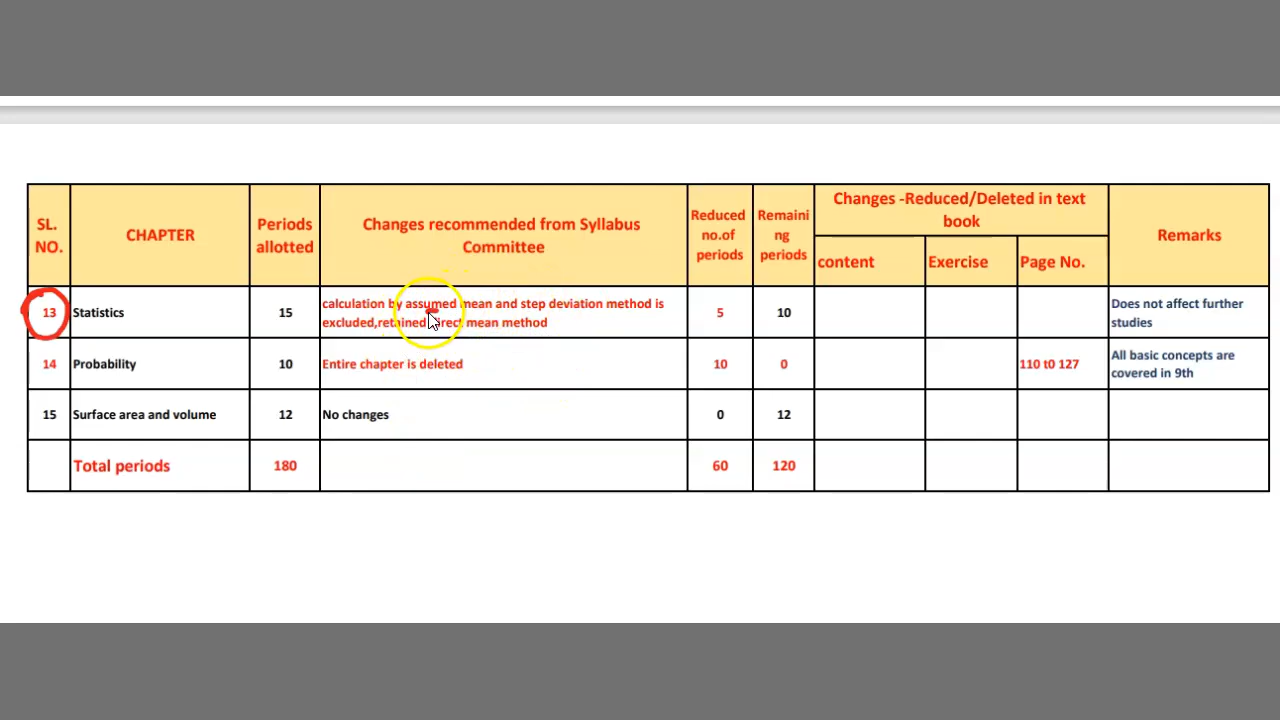 SL. NO. CHAPTER Periods allotted Changes recommended from Syllabus Committee Reduced no.of periods Remaini ng periods Changes -Reduced/Deleted in text book Remarks
content Exercise Page No.
13 Statistics 15 calculation by assumed mean and step deviation method is excluded,retained direct mean method 5 10 Does not affect further studies
14 Probability 10 Entire chapter is deleted 10 0 110 t0 127 All basic concepts are covered in 9th
15 Surface area and volume 12 No changes 0 12
Total periods 180 60 120